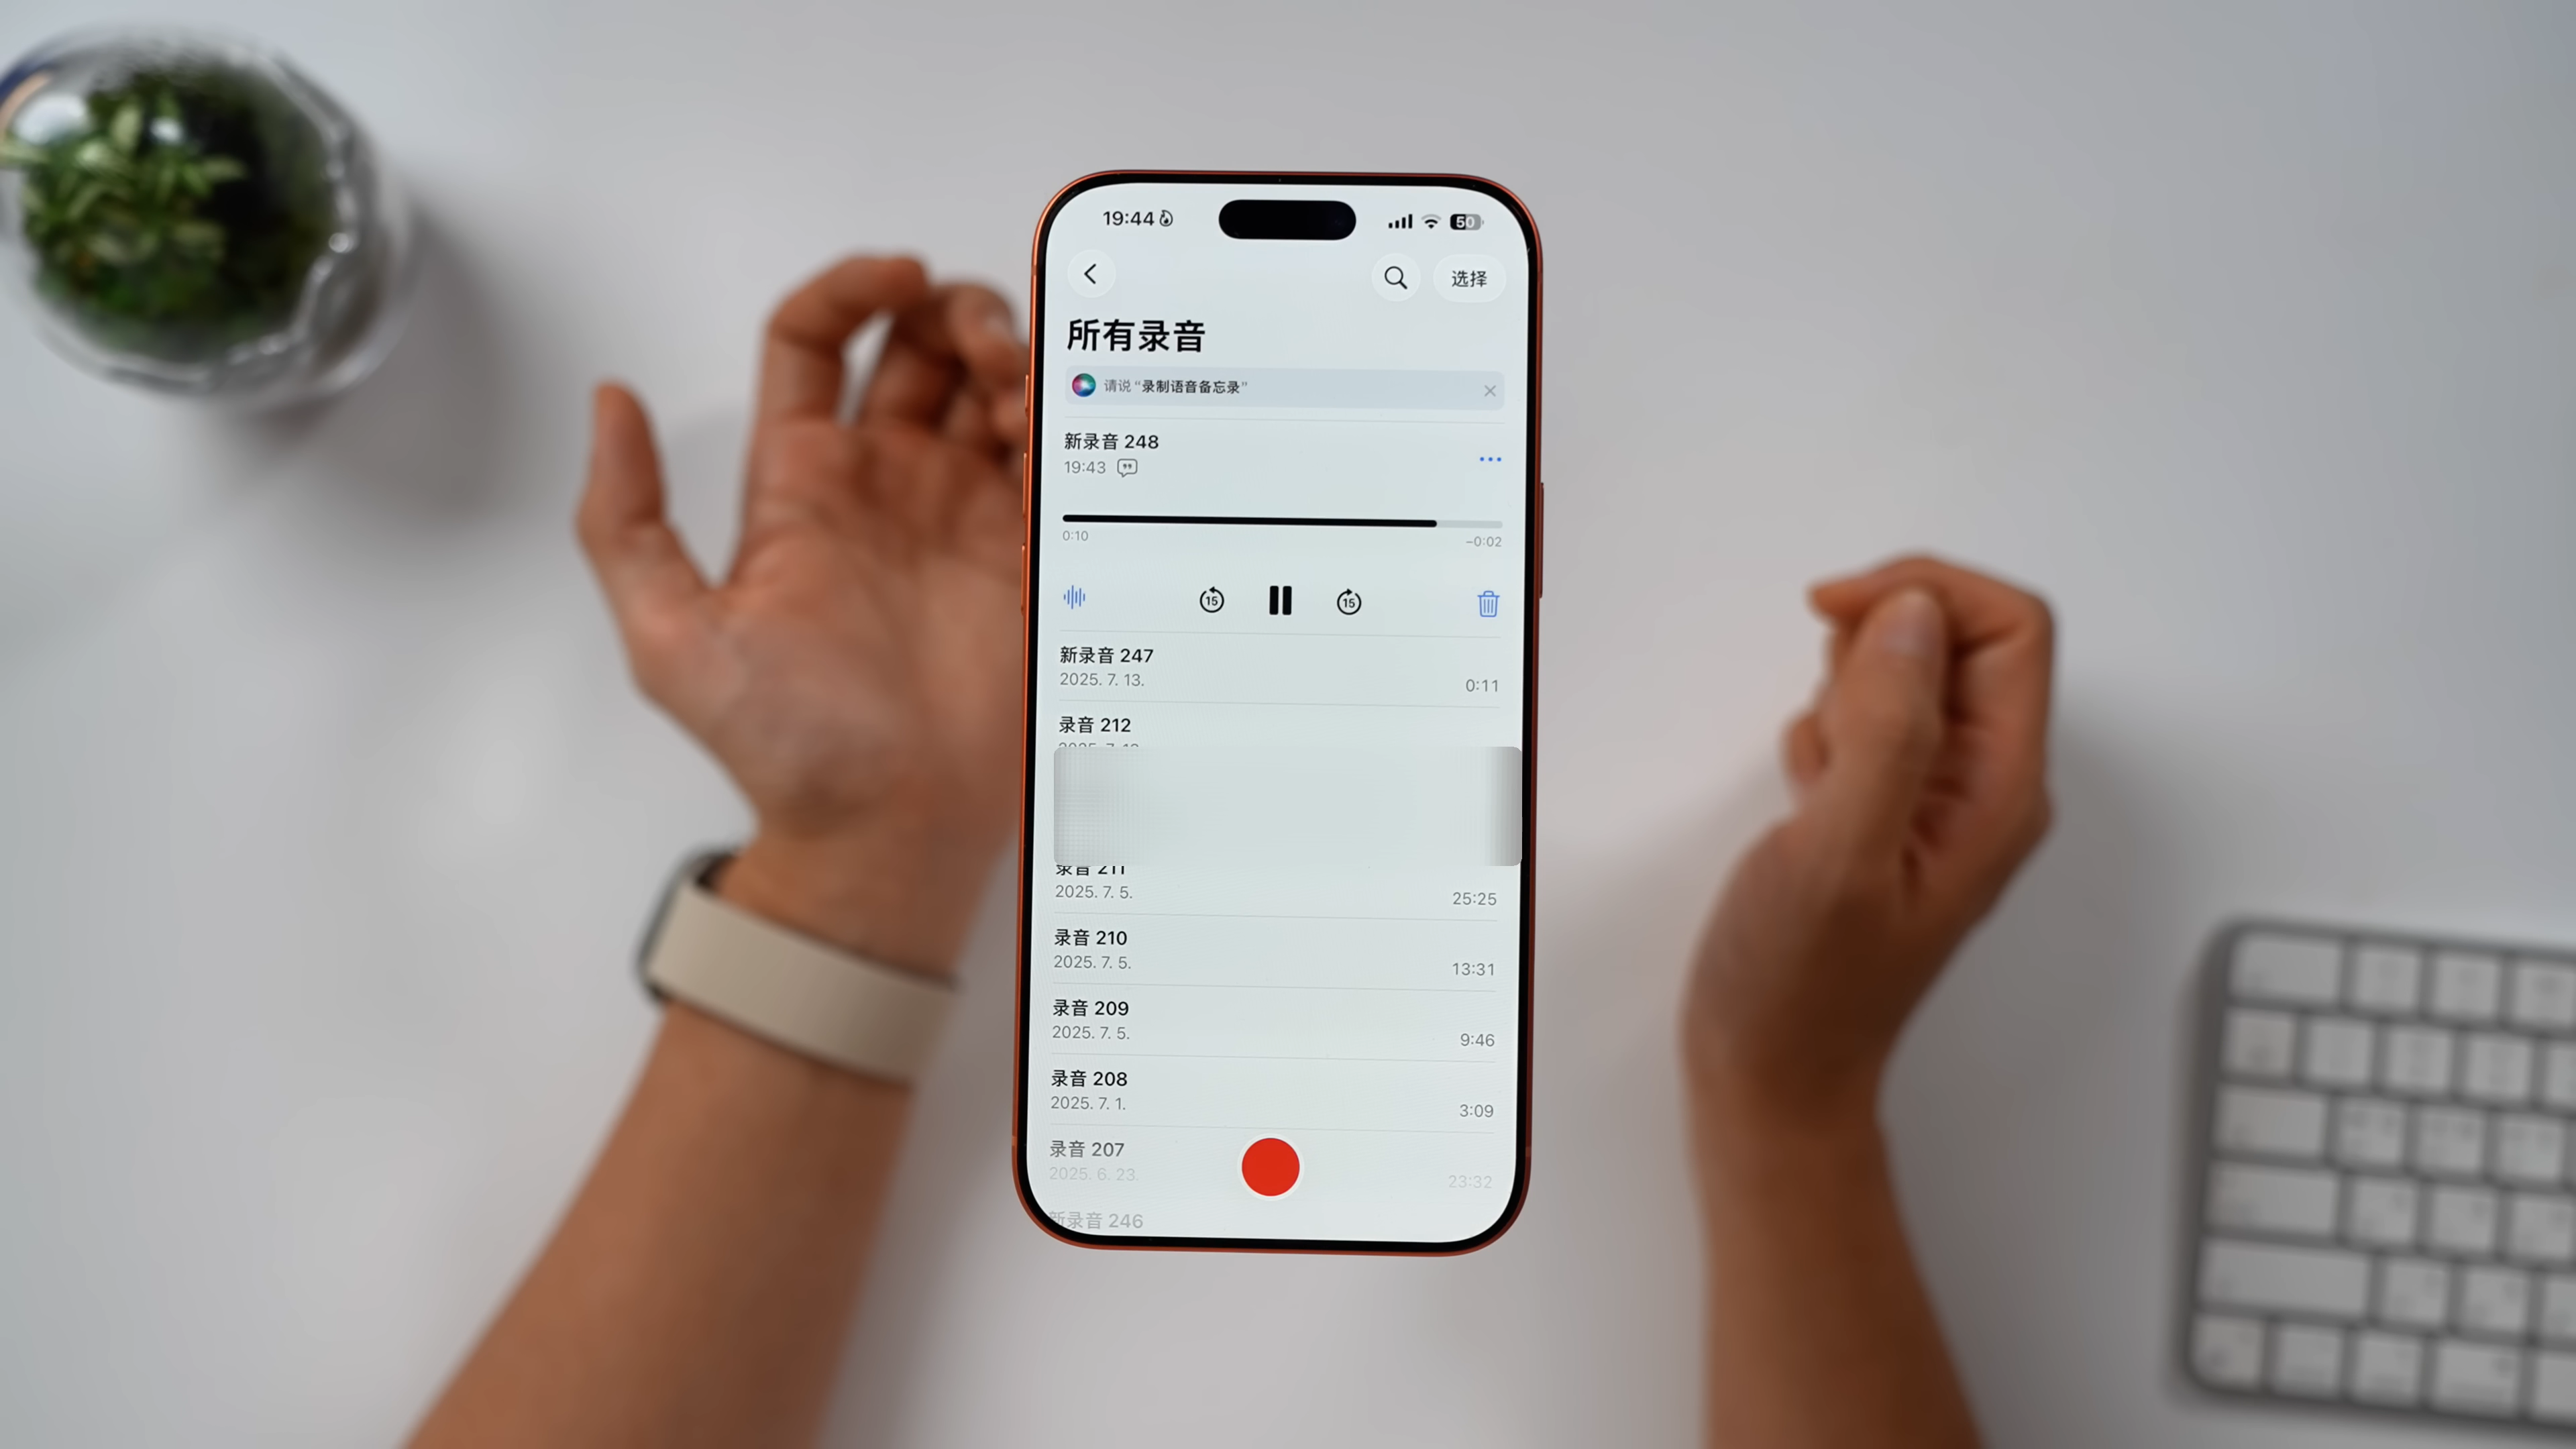 19:44
50
选择
所有录音
请说“录制语音备忘录”
新录音 248
19:43
0:10
-0:02
15
15
新录音 247
2025. 7. 13.
0:11
录音 212
录音 211
2025. 7. 5.
25:25
录音 210
2025. 7. 5.
13:31
录音 209
2025. 7. 5.
9:46
录音 208
2025. 7. 1.
3:09
录音 207
2025. 6. 23.
23:32
新录音 246